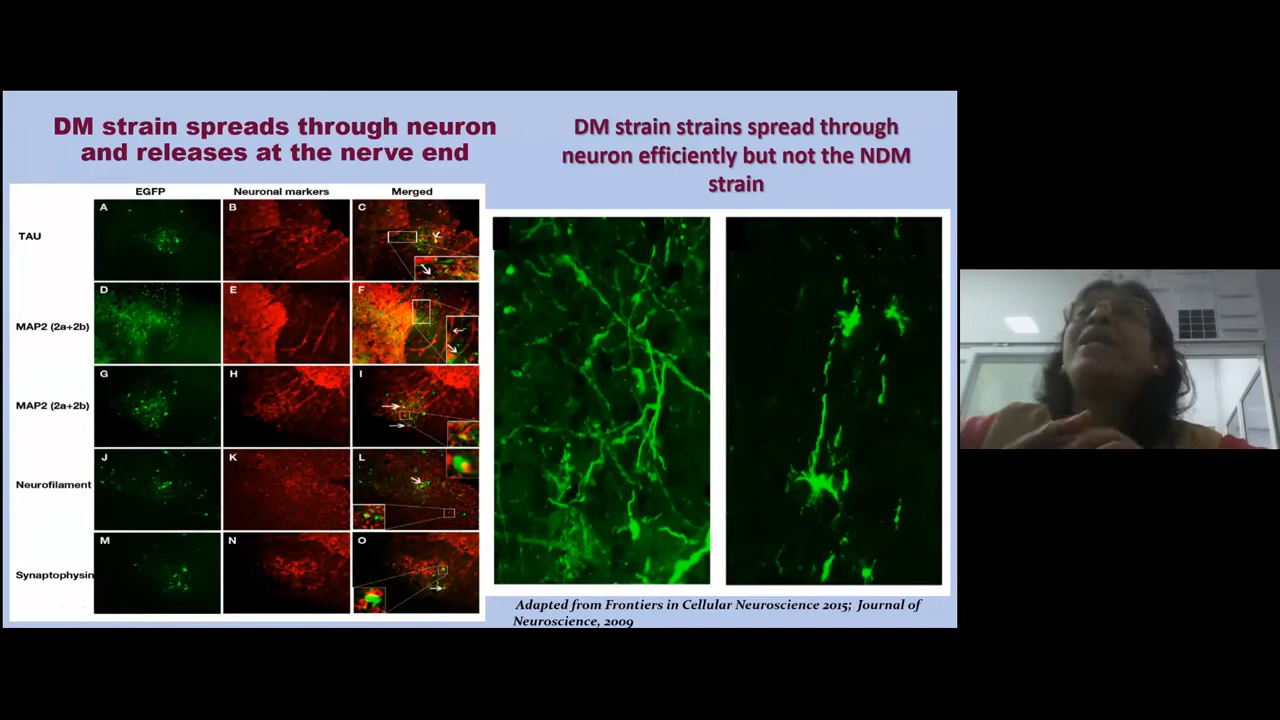 DM strain spreads through neuron
and releases at the nerve end
EGFP Neuronal markers Merged
TAU
A B C
MAP2 (2a+2b)
D E F
MAP2 (2a+2b)
G H I
Neurofilament
J K L
Synaptophysin
M N O
DM strain strains spread through
neuron efficiently but not the NDM
strain
Adapted from Frontiers in Cellular Neuroscience 2015; Journal of
Neuroscience, 2009